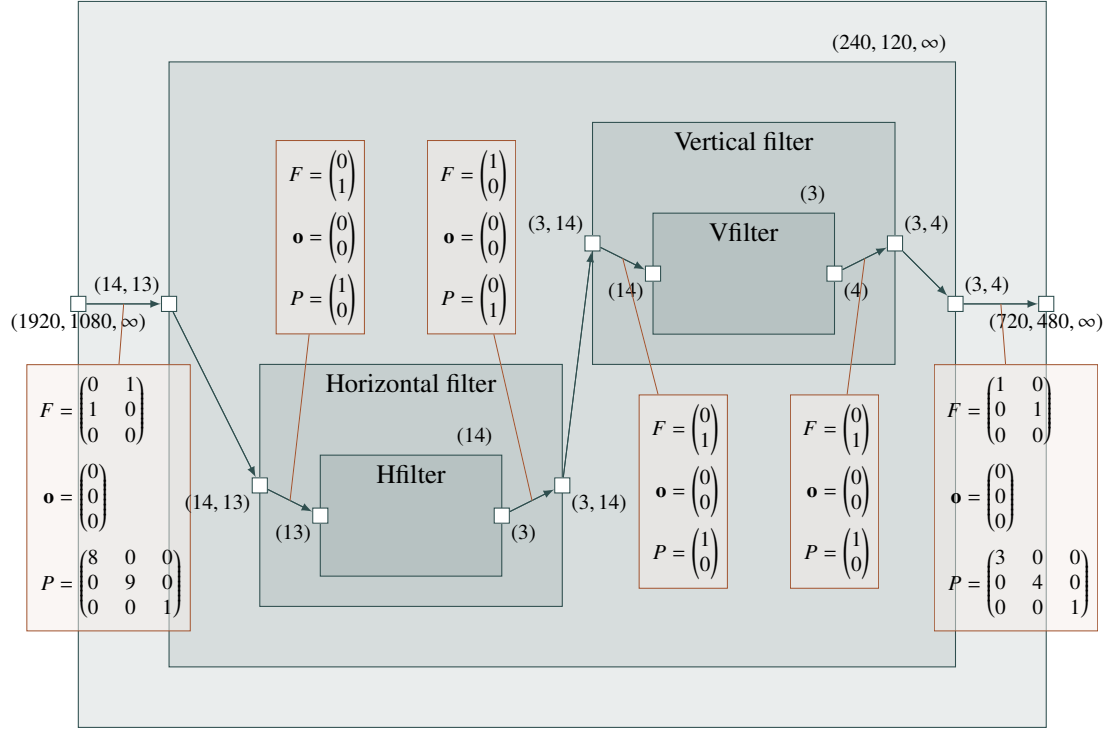 (240, 120, ∞)
Vertical filter
(3)
Vfilter
(3, 14)
(3, 4)
(14)
(4)
F = (0 1)
o = (0 0)
P = (1 0)
F = (1 0)
o = (0 0)
P = (0 1)
(14, 13)
(1920, 1080, ∞)
(3, 4)
(720, 480, ∞)
Horizontal filter
(14)
Hfilter
(14, 13)
(13)
(3)
(3, 14)
F = (0 1
1 0
0 0)
o = (0
0
0)
P = (8 0 0
0 9 0
0 0 1)
F = (0 1)
o = (0 0)
P = (1 0)
F = (0 1)
o = (0 0)
P = (1 0)
F = (1 0
0 1
0 0)
o = (0
0
0)
P = (3 0 0
0 4 0
0 0 1)